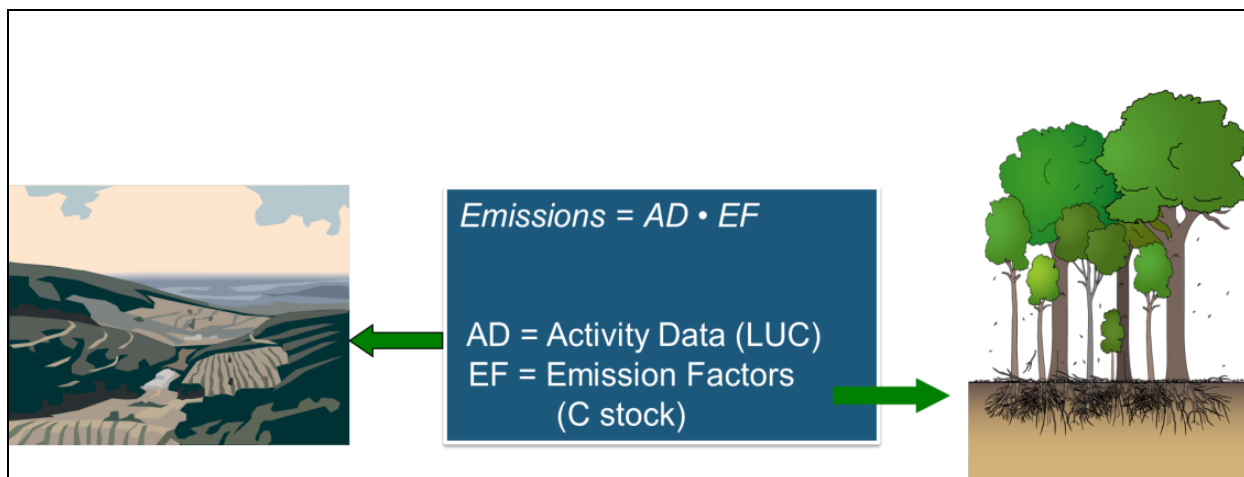 Emissions = AD • EF
AD = Activity Data (LUC)
EF = Emission Factors
(C stock)